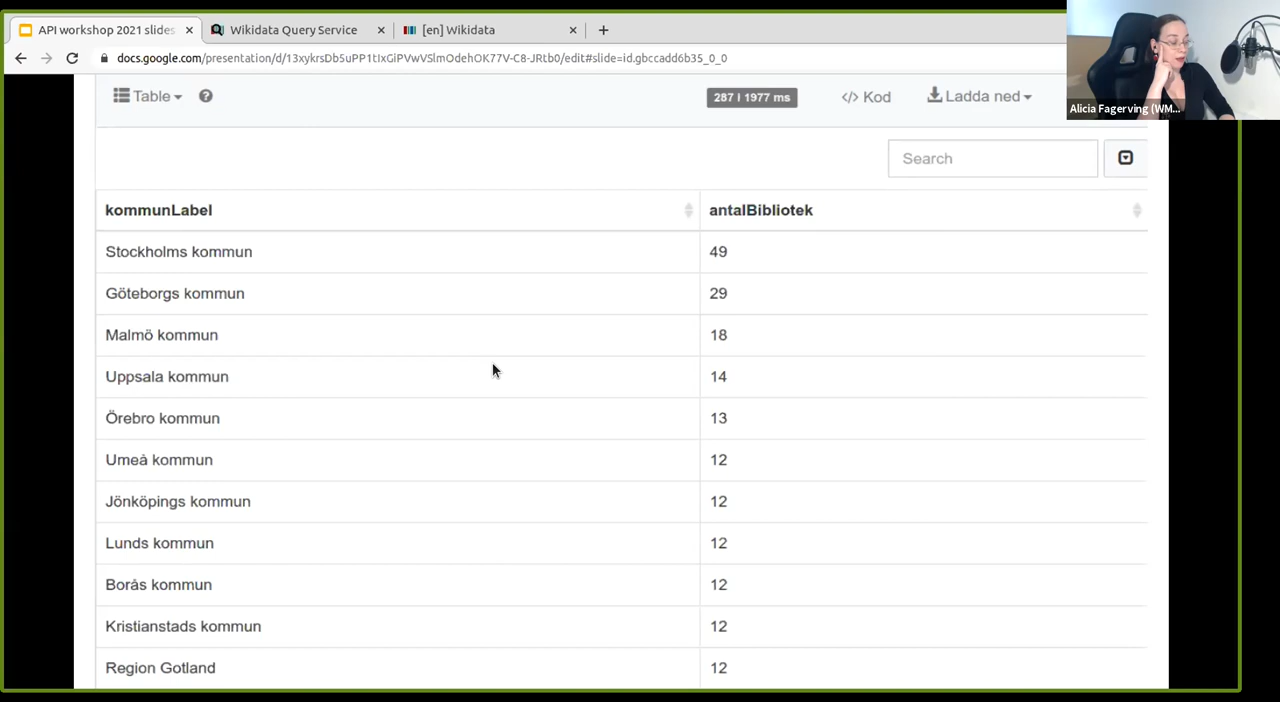 API workshop 2021 slides
Wikidata Query Service
[en] Wikidata
docs.google.com/presentation/d/13xykrsDb5uPP1tIxGiPVwVSlmOdehOK77V-C8-JRtb0/edit#slide=id.gbccadd6b35_0_0
Alicia Fagerving (WM...
Table
287 i 1977 ms
</> Kod
Ladda ned
Search
kommunLabel antalBibliotek
Stockholms kommun 49
Göteborgs kommun 29
Malmö kommun 18
Uppsala kommun 14
Örebro kommun 13
Umeå kommun 12
Jönköpings kommun 12
Lunds kommun 12
Borås kommun 12
Kristianstads kommun 12
Region Gotland 12